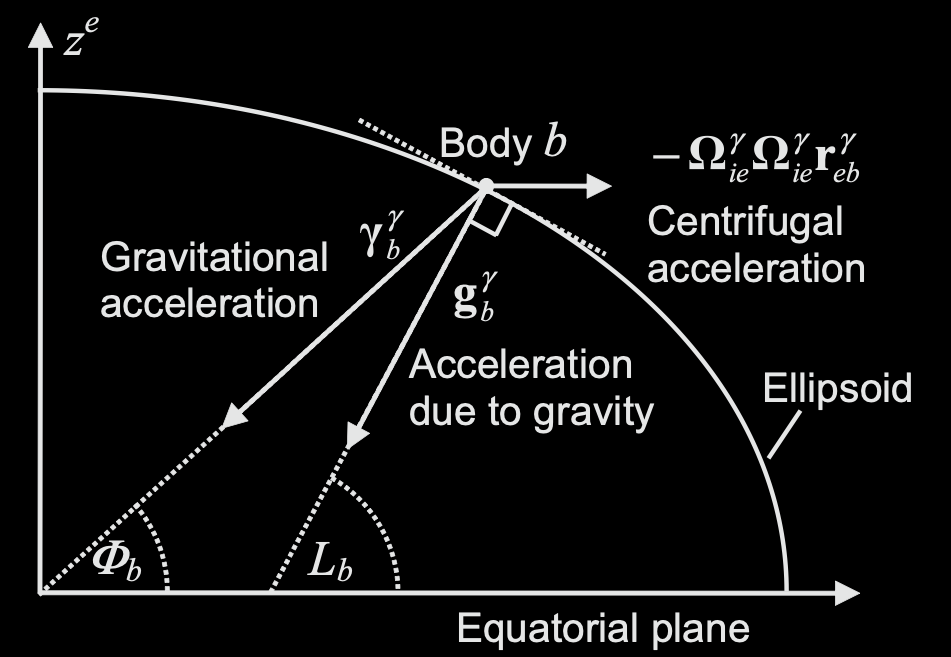 zᵉ
Body b
− Ω^γ_ie Ω^γ_ie r^γ_eb
Centrifugal
acceleration
γ^γ_b
Gravitational
acceleration
g^γ_b
Acceleration
due to gravity
Ellipsoid
Φ_b
L_b
Equatorial plane